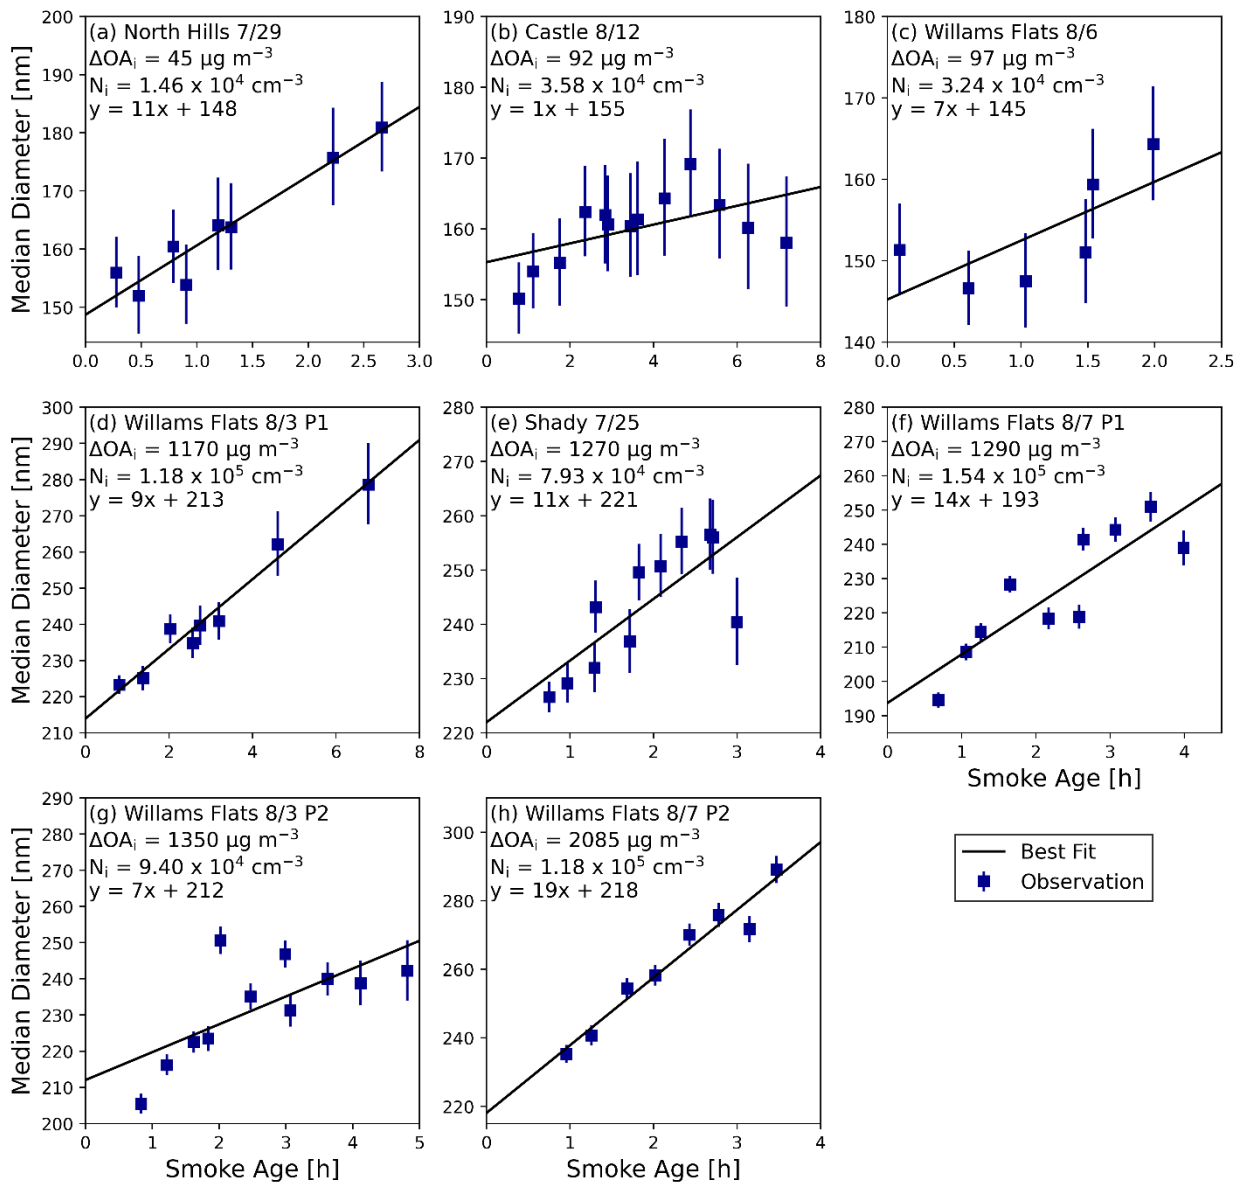 (a) North Hills 7/29
ΔOAᵢ = 45 µg m⁻³
Nᵢ = 1.46 x 10⁴ cm⁻³
y = 11x + 148
Median Diameter [nm]
200
190
180
170
160
150
0.0 0.5 1.0 1.5 2.0 2.5 3.0
(b) Castle 8/12
ΔOAᵢ = 92 µg m⁻³
Nᵢ = 3.58 x 10⁴ cm⁻³
y = 1x + 155
190
180
170
160
150
0 2 4 6 8
(c) Willams Flats 8/6
ΔOAᵢ = 97 µg m⁻³
Nᵢ = 3.24 x 10⁴ cm⁻³
y = 7x + 145
180
170
160
150
140
0.0 0.5 1.0 1.5 2.0 2.5
(d) Willams Flats 8/3 P1
ΔOAᵢ = 1170 µg m⁻³
Nᵢ = 1.18 x 10⁵ cm⁻³
y = 9x + 213
Median Diameter [nm]
300
290
280
270
260
250
240
230
220
210
0 2 4 6 8
(e) Shady 7/25
ΔOAᵢ = 1270 µg m⁻³
Nᵢ = 7.93 x 10⁴ cm⁻³
y = 11x + 221
280
270
260
250
240
230
220
0 1 2 3 4
(f) Willams Flats 8/7 P1
ΔOAᵢ = 1290 µg m⁻³
Nᵢ = 1.54 x 10⁵ cm⁻³
y = 14x + 193
280
270
260
250
240
230
220
210
200
190
0 1 2 3 4
Smoke Age [h]
(g) Willams Flats 8/3 P2
ΔOAᵢ = 1350 µg m⁻³
Nᵢ = 9.40 x 10⁴ cm⁻³
y = 7x + 212
Median Diameter [nm]
290
280
270
260
250
240
230
220
210
200
0 1 2 3 4 5
Smoke Age [h]
(h) Willams Flats 8/7 P2
ΔOAᵢ = 2085 µg m⁻³
Nᵢ = 1.18 x 10⁵ cm⁻³
y = 19x + 218
300
280
260
240
220
0 1 2 3 4
Smoke Age [h]
Best Fit
Observation